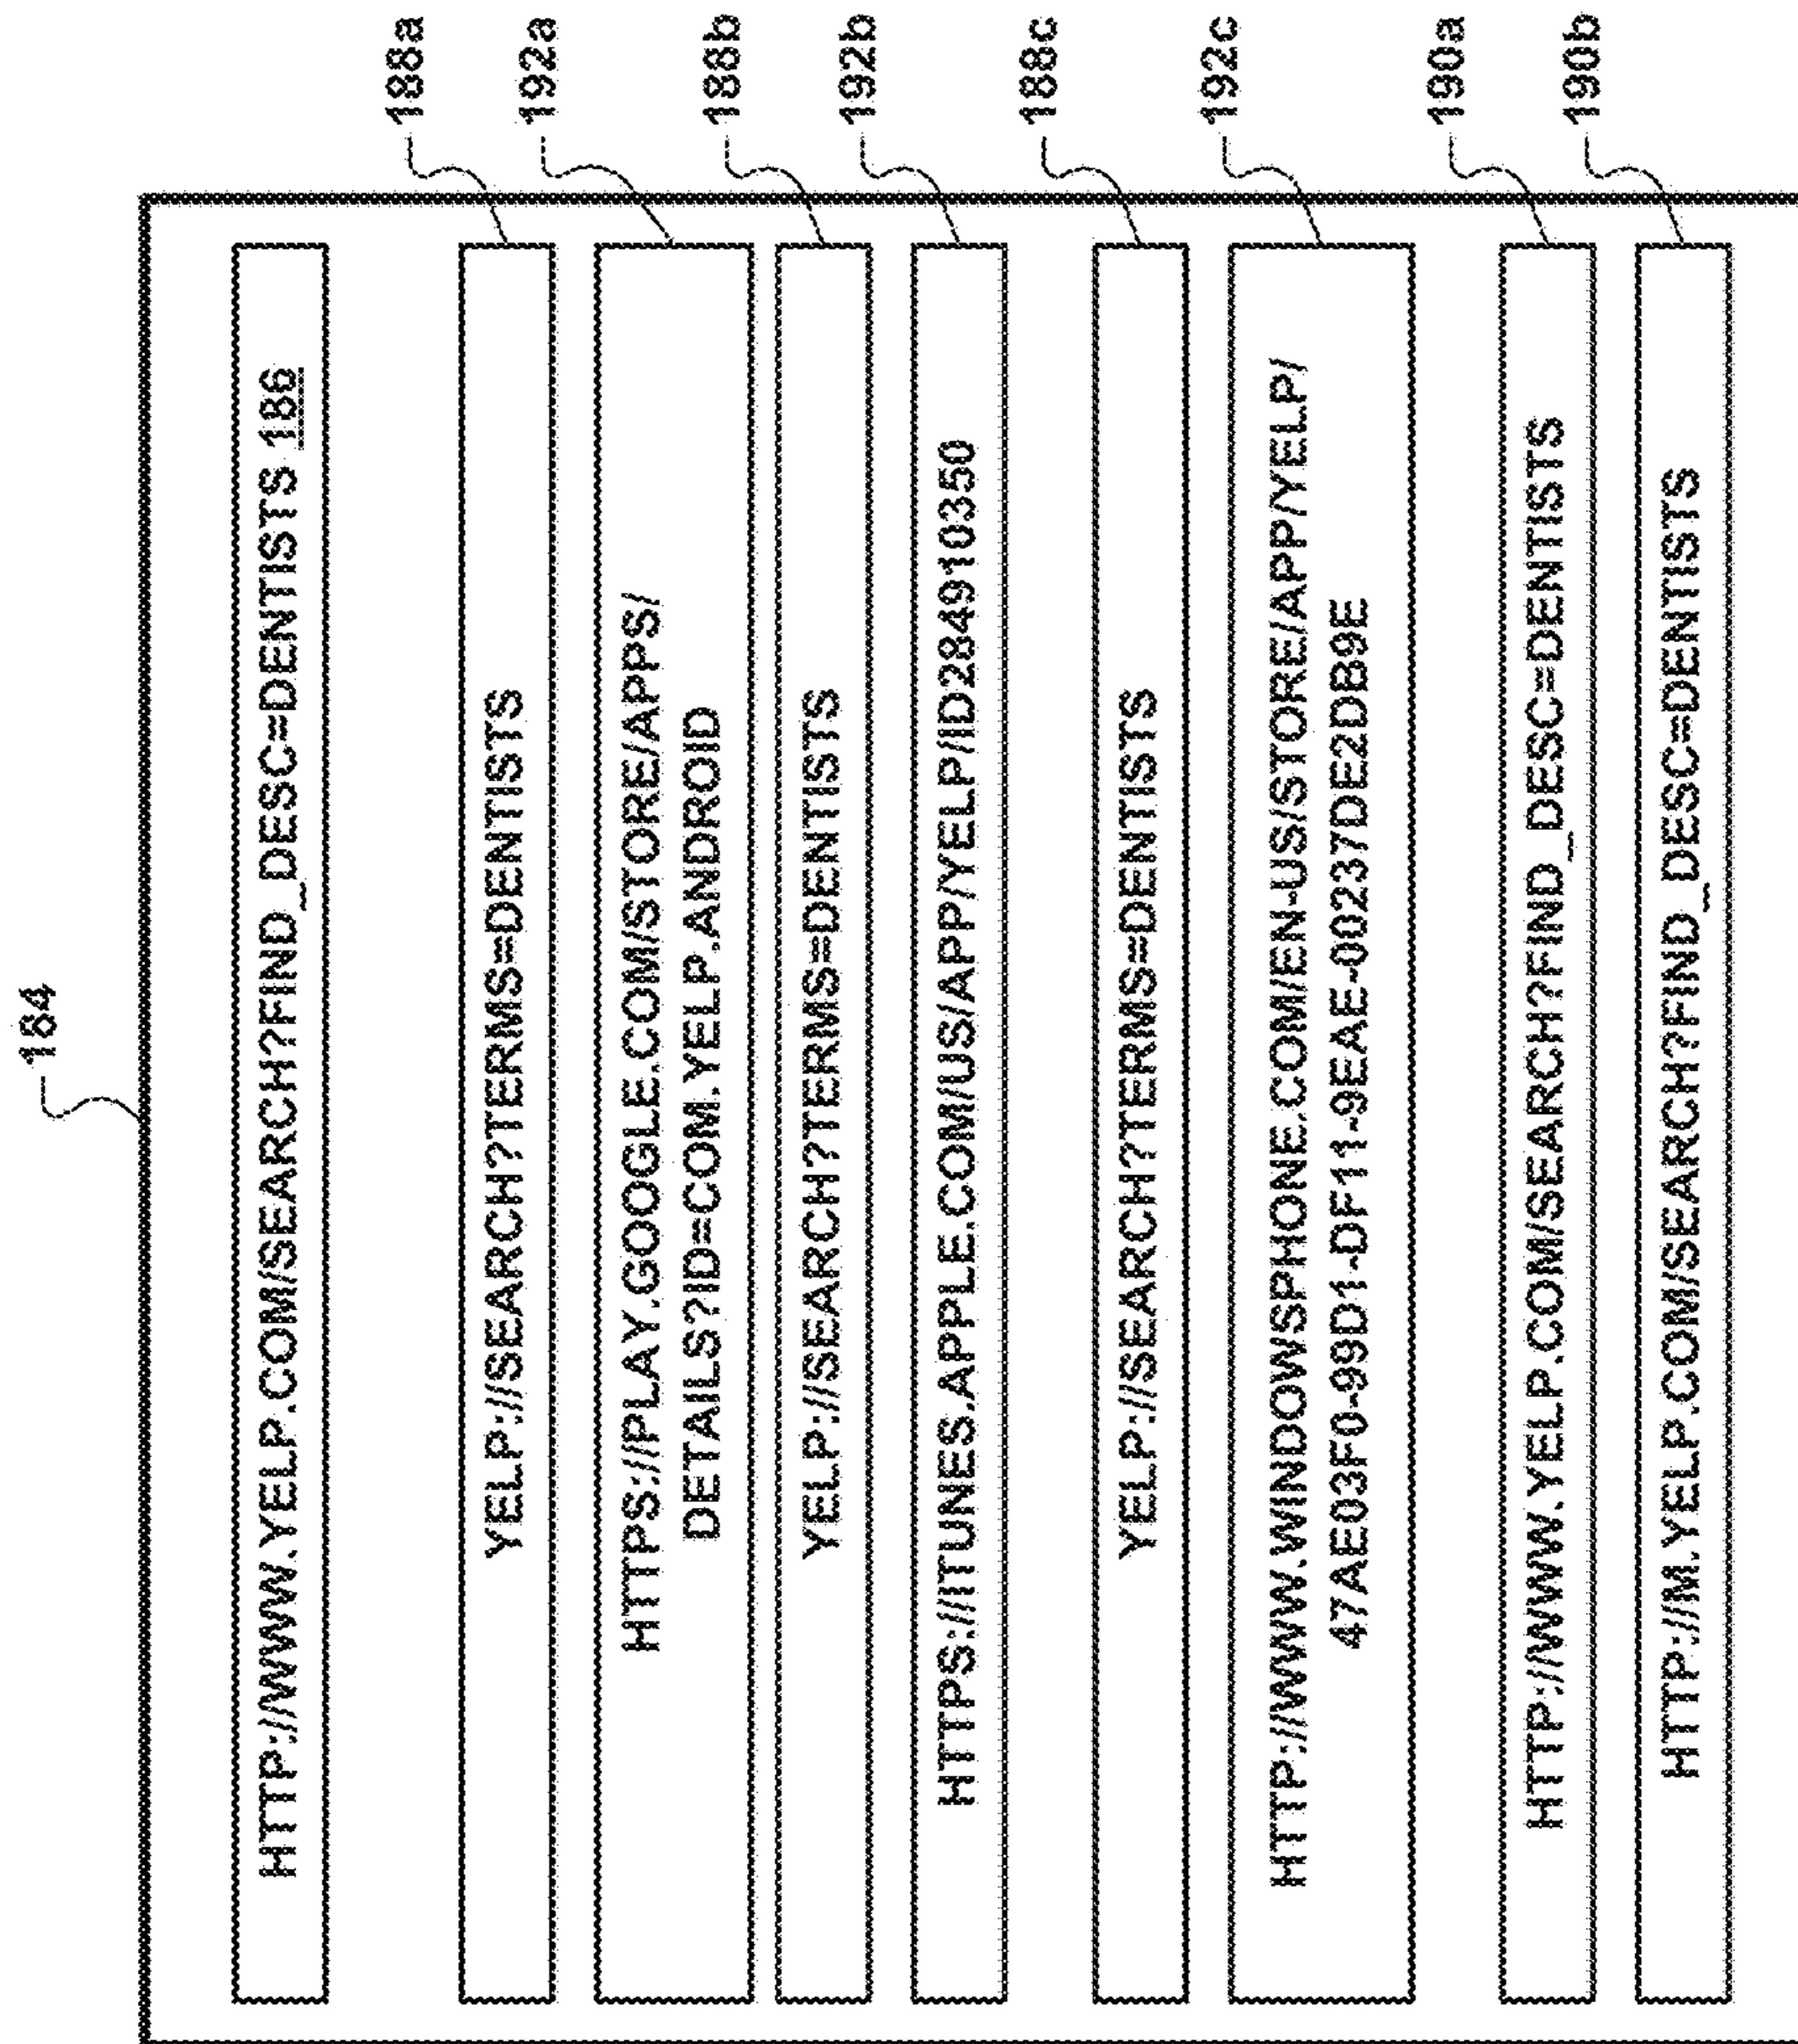 184
HTTP://WWW.YELP.COM/SEARCH?FIND_DESC=DENTISTS 186
YELP://SEARCH?TERMS=DENTISTS
188a
HTTPS://PLAY.GOOGLE.COM/STORE/APPS/
DETAILS?ID=COM.YELP.ANDROID
192a
YELP://SEARCH?TERMS=DENTISTS
188b
HTTPS://ITUNES.APPLE.COM/US/APP/YELP/ID284910350
192b
YELP://SEARCH?TERMS=DENTISTS
188c
HTTP://WWW.WINDOWSPHONE.COM/EN-US/STORE/APP/YELP/
47AE03F0-99D1-DF11-9EAE-00237DE2DB9E
192c
HTTP://WWW.YELP.COM/SEARCH?FIND_DESC=DENTISTS
190a
HTTP://M.YELP.COM/SEARCH?FIND_DESC=DENTISTS
190b